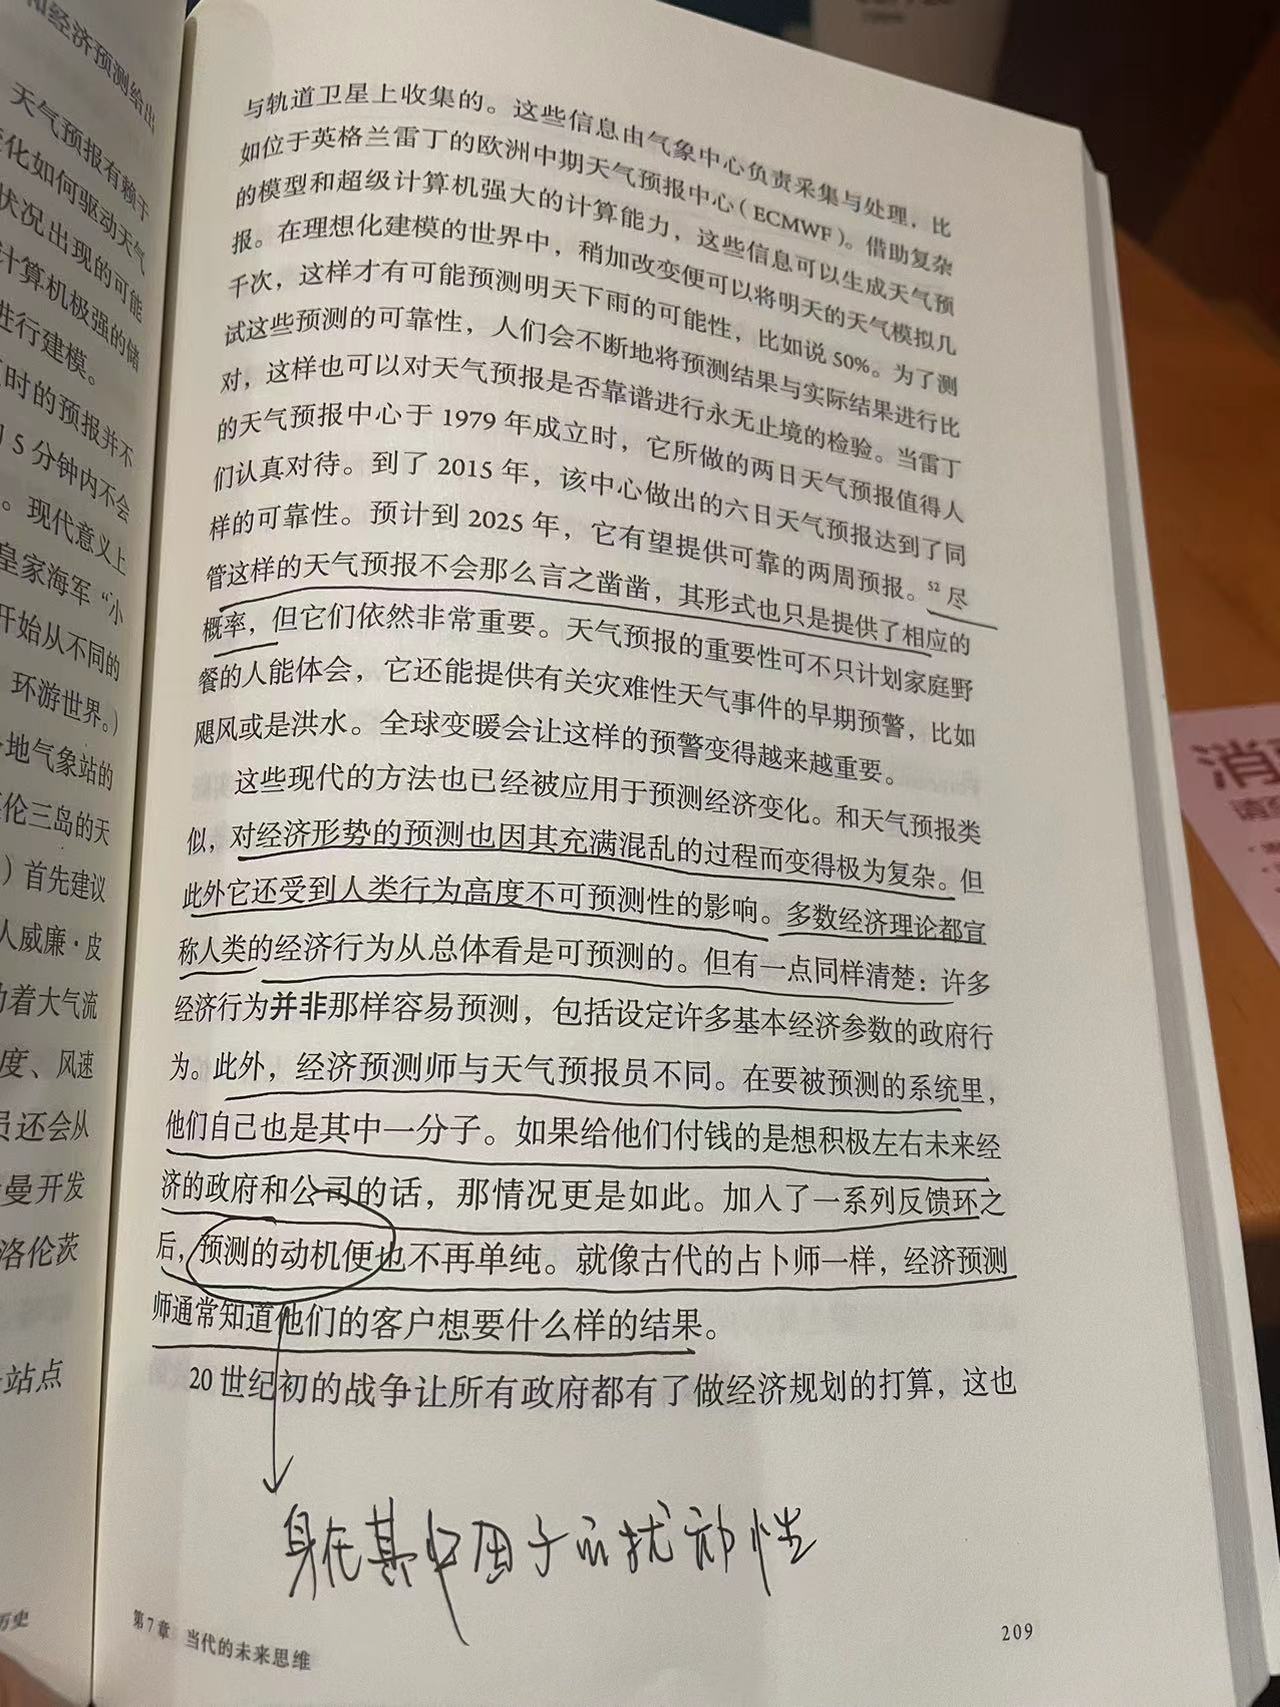 和经济预测给出
天气预报有赖于
化如何驱动天气
状况出现的可能
计算机极强的储
进行建模。
时的预报并不
5 分钟内不会
。现代意义上
皇家海军“小
开始从不同的
环游世界。）
地气象站的
伦三岛的天
）首先建议
人威廉·皮
着大气流
度、风速
员还会从
曼开发
洛伦茨
站点
历史
与轨道卫星上收集的。这些信息由气象中心负责采集与处理，比
如位于英格兰雷丁的欧洲中期天气预报中心（ECMWF）。借助复杂
的模型和超级计算机强大的计算能力，这些信息可以生成天气预
报。在理想化建模的世界中，稍加改变便可以将明天的天气模拟几
千次，这样才有可能预测明天下雨的可能性，比如说 50%。为了测
试这些预测的可靠性，人们会不断地将预测结果与实际结果进行比
对，这样也可以对天气预报是否靠谱进行永无止境的检验。当雷丁
的天气预报中心于 1979 年成立时，它所做的两日天气预报值得人
们认真对待。到了 2015 年，该中心做出的六日天气预报达到了同
样的可靠性。预计到 2025 年，它有望提供可靠的两周预报。52 尽
管这样的天气预报不会那么言之凿凿，其形式也只是提供了相应的
概率，但它们依然非常重要。天气预报的重要性可不只计划家庭野
餐的人能体会，它还能提供有关灾难性天气事件的早期预警，比如
飓风或是洪水。全球变暖会让这样的预警变得越来越重要。
这些现代的方法也已经被应用于预测经济变化。和天气预报类
似，对经济形势的预测也因其充满混乱的过程而变得极为复杂。但
此外它还受到人类行为高度不可预测性的影响。多数经济理论都宣
称人类的经济行为从总体看是可预测的。但有一点同样清楚：许多
经济行为并非那样容易预测，包括设定许多基本经济参数的政府行
为。此外，经济预测师与天气预报员不同。在要被预测的系统里，
他们自己也是其中一分子。如果给他们付钱的是想积极左右未来经
济的政府和公司的话，那情况更是如此。加入了一系列反馈环之
后，预测的动机便也不再单纯。就像古代的占卜师一样，经济预测
师通常知道他们的客户想要什么样的结果。
20 世纪初的战争让所有政府都有了做经济规划的打算，这也
身在其中因子的扰动性
第 7 章 当代的未来思维
209
消
请